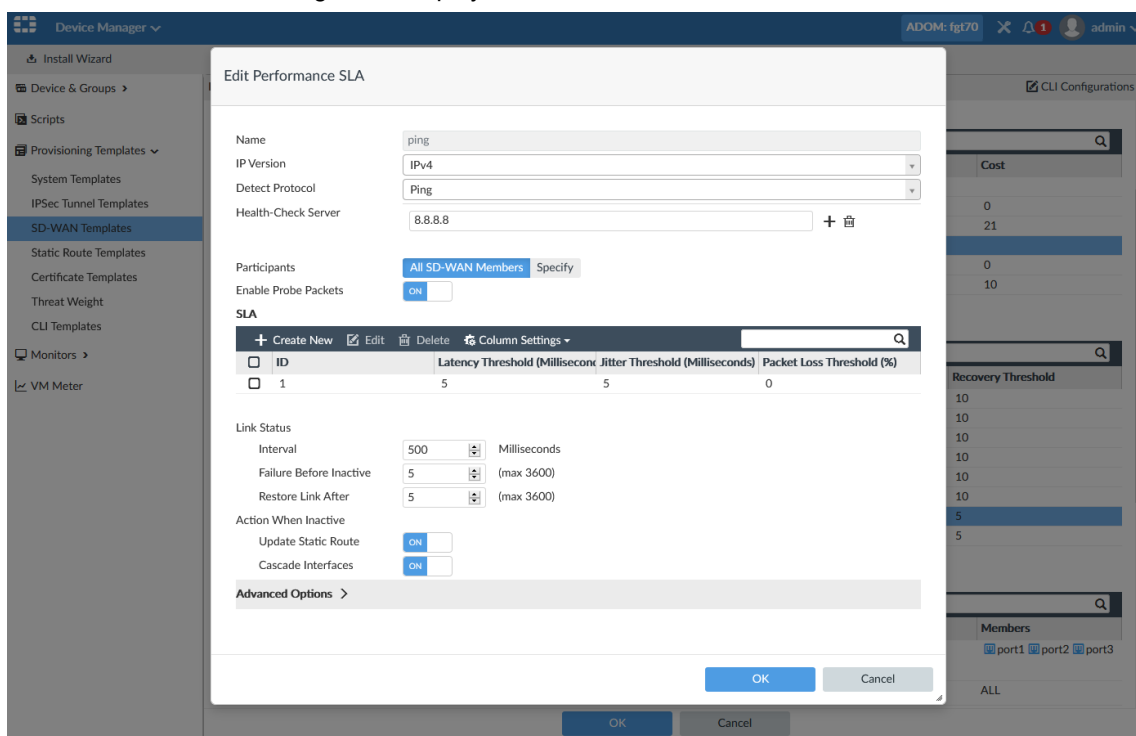 Device Manager
ADOM: fgt70
1
admin
Install Wizard
Device & Groups
CLI Configurations
Scripts
Provisioning Templates
System Templates
IPSec Tunnel Templates
SD-WAN Templates
Static Route Templates
Certificate Templates
Threat Weight
CLI Templates
Monitors
VM Meter
Edit Performance SLA
Name ping
IP Version IPv4
Detect Protocol Ping
Health-Check Server 8.8.8.8
Participants All SD-WAN Members Specify
Enable Probe Packets ON
SLA
+ Create New Edit Delete Column Settings
ID Latency Threshold (Millisecond Jitter Threshold (Milliseconds) Packet Loss Threshold (%)
1 5 5 0
Link Status
Interval 500 Milliseconds
Failure Before Inactive 5 (max 3600)
Restore Link After 5 (max 3600)
Action When Inactive
Update Static Route ON
Cascade Interfaces ON
Advanced Options >
OK Cancel
Cost
0
21
0
10
Recovery Threshold
10
10
10
10
10
10
5
5
Members
port1 port2 port3
ALL
OK Cancel